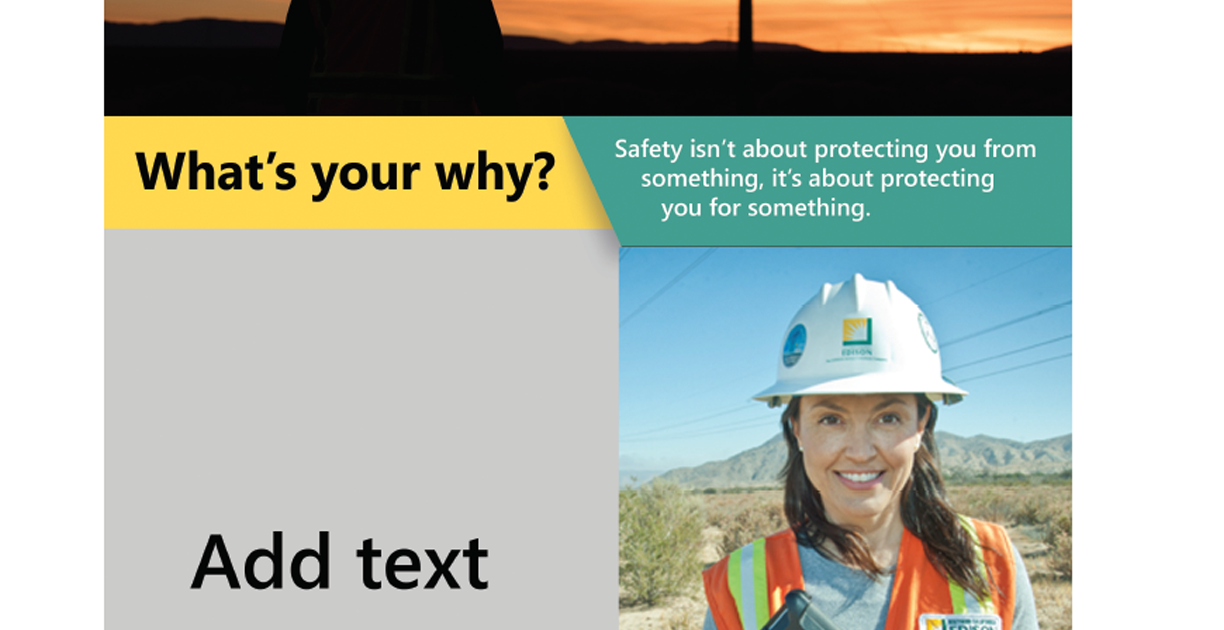 What's your why?
Safety isn't about protecting you from
something, it's about protecting
you for something.
EDISON
Add text
EDISON